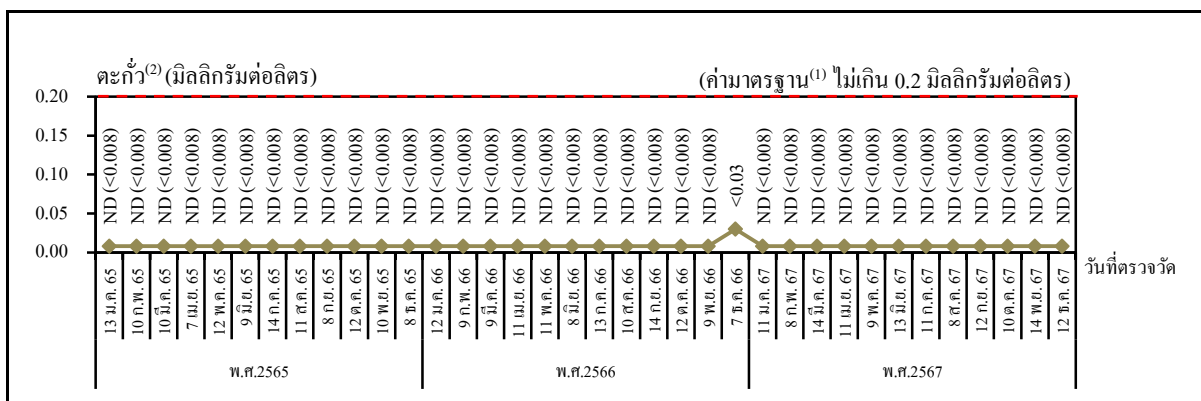 ตะกั่ว(2) (มิลลิกรัมต่อลิตร) (ค่ามาตรฐาน(1) ไม่เกิน 0.2 มิลลิกรัมต่อลิตร)
0.20
0.15
0.10
0.05
0.00
ND (<0.008) ND (<0.008) ND (<0.008) ND (<0.008) ND (<0.008) ND (<0.008) ND (<0.008) ND (<0.008) ND (<0.008) ND (<0.008) ND (<0.008) ND (<0.008) ND (<0.008) ND (<0.008) ND (<0.008) ND (<0.008) ND (<0.008) ND (<0.008) ND (<0.008) ND (<0.008) ND (<0.008) ND (<0.008) ND (<0.008) <0.03 ND (<0.008) ND (<0.008) ND (<0.008) ND (<0.008) ND (<0.008) ND (<0.008) ND (<0.008) ND (<0.008) ND (<0.008) ND (<0.008) ND (<0.008) ND (<0.008)
วันที่ตรวจวัด
13 ม.ค. 65
10 ก.พ. 65
10 มี.ค. 65
7 เม.ย. 65
12 พ.ค. 65
9 มิ.ย. 65
14 ก.ค. 65
11 ส.ค. 65
8 ก.ย. 65
12 ต.ค. 65
10 พ.ย. 65
8 ธ.ค. 65
12 ม.ค. 66
9 ก.พ. 66
9 มี.ค. 66
11 เม.ย. 66
11 พ.ค. 66
8 มิ.ย. 66
13 ก.ค. 66
10 ส.ค. 66
14 ก.ย. 66
12 ต.ค. 66
9 พ.ย. 66
7 ธ.ค. 66
11 ม.ค. 67
8 ก.พ. 67
14 มี.ค. 67
11 เม.ย. 67
9 พ.ค. 67
13 มิ.ย. 67
11 ก.ค. 67
8 ส.ค. 67
12 ก.ย. 67
10 ต.ค. 67
14 พ.ย. 67
12 ธ.ค. 67
พ.ศ.2565 พ.ศ.2566 พ.ศ.2567